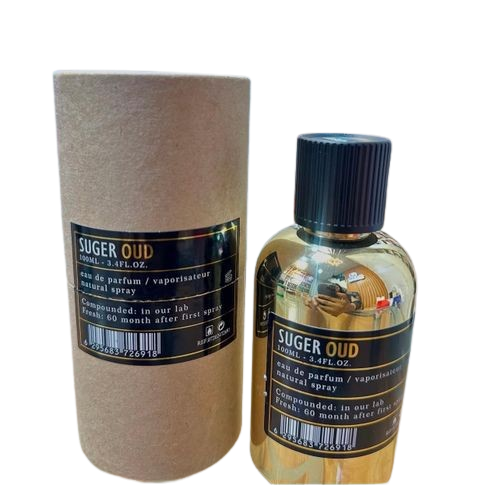 SUGER OUD
100ML - 3.4FL.OZ.
eau de parfum / vaporisateur
natural spray
Compounded: in our lab
Fresh: 60 month after first spray
6 295683 726918
SUGER OUD
100ML - 3.4FL.OZ.
eau de parfum / vaporisateur
natural spray
Compounded: in our lab
Fresh: 60 month after first
6 295683 726918